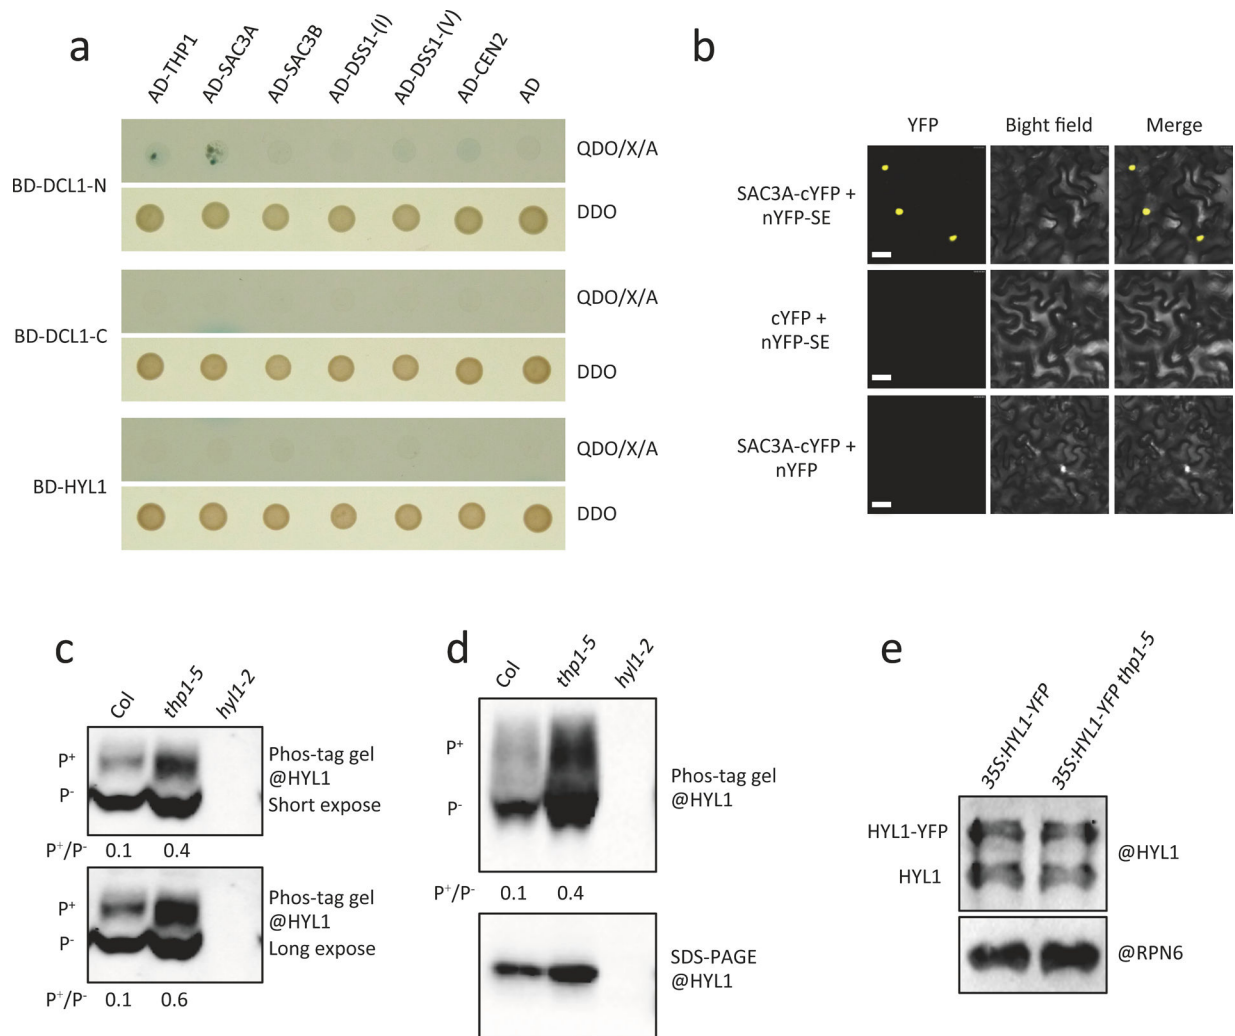 a
AD-THP1
AD-SAC3A
AD-SAC3B
AD-DSS1-(I)
AD-DSS1-(V)
AD-CEN2
AD
BD-DCL1-N
QDO/X/A
DDO
BD-DCL1-C
QDO/X/A
DDO
BD-HYL1
QDO/X/A
DDO
b
YFP
Bight field
Merge
SAC3A-cYFP +
nYFP-SE
cYFP +
nYFP-SE
SAC3A-cYFP +
nYFP
c
Col
thp1-5
hyl1-2
P⁺
P⁻
Phos-tag gel
@HYL1
Short expose
P⁺/P⁻ 0.1 0.4
P⁺
P⁻
Phos-tag gel
@HYL1
Long expose
P⁺/P⁻ 0.1 0.6
d
Col
thp1-5
hyl1-2
P⁺
P⁻
Phos-tag gel
@HYL1
P⁺/P⁻ 0.1 0.4
SDS-PAGE
@HYL1
e
35S:HYL1-YFP
35S:HYL1-YFP thp1-5
HYL1-YFP
HYL1
@HYL1
@RPN6